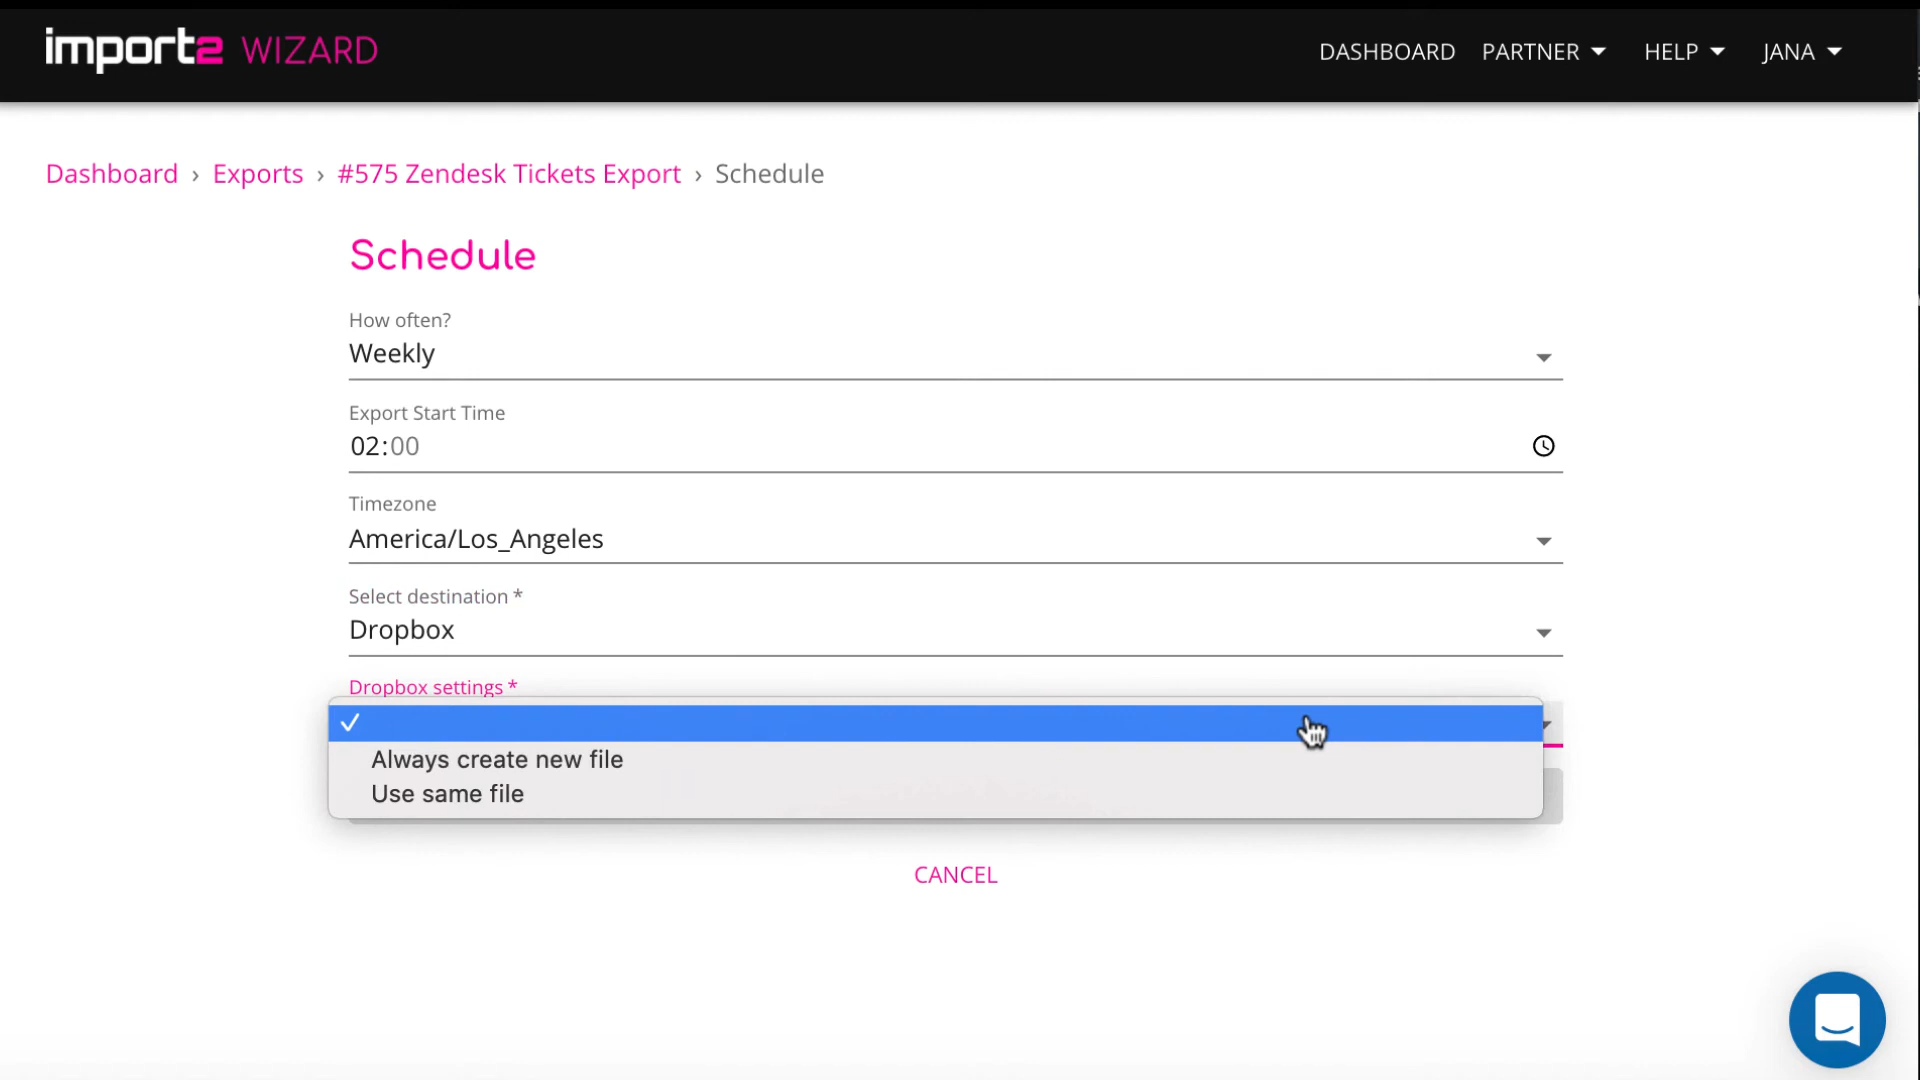 import2 WIZARD
DASHBOARD PARTNER HELP JANA
Dashboard › Exports › #575 Zendesk Tickets Export › Schedule
Schedule
How often?
Weekly
Export Start Time
02:00
Timezone
America/Los_Angeles
Select destination *
Dropbox
Dropbox settings *
Always create new file
Use same file
CANCEL